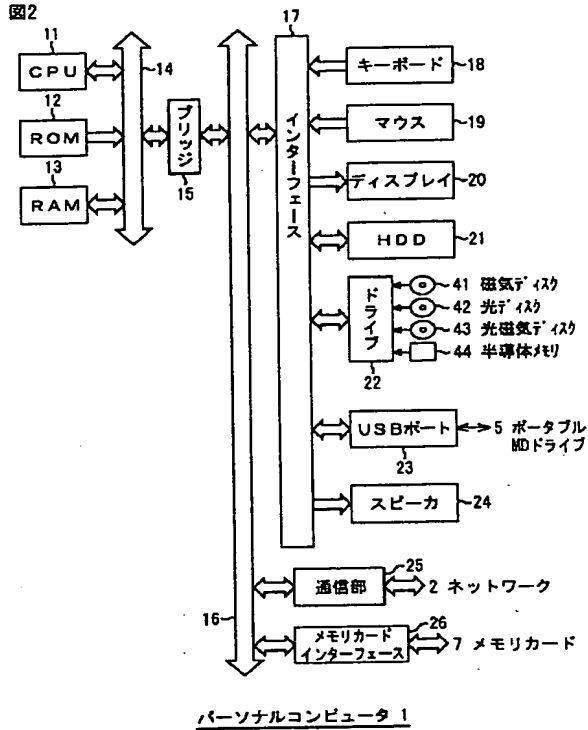 図2
11
CPU
12
ROM
13
RAM
14
ブリッジ
15
16
17
インターフェース
キーボード 18
マウス 19
ディスプレイ 20
HDD 21
ドライブ
22
41 磁気ディスク
42 光ディスク
43 光磁気ディスク
44 半導体メモリ
USBポート
23
5 ポータブル
MDドライブ
スピーカ 24
25
通信部
2 ネットワーク
26
メモリカード
インターフェース
7 メモリカード
パーソナルコンピュータ 1